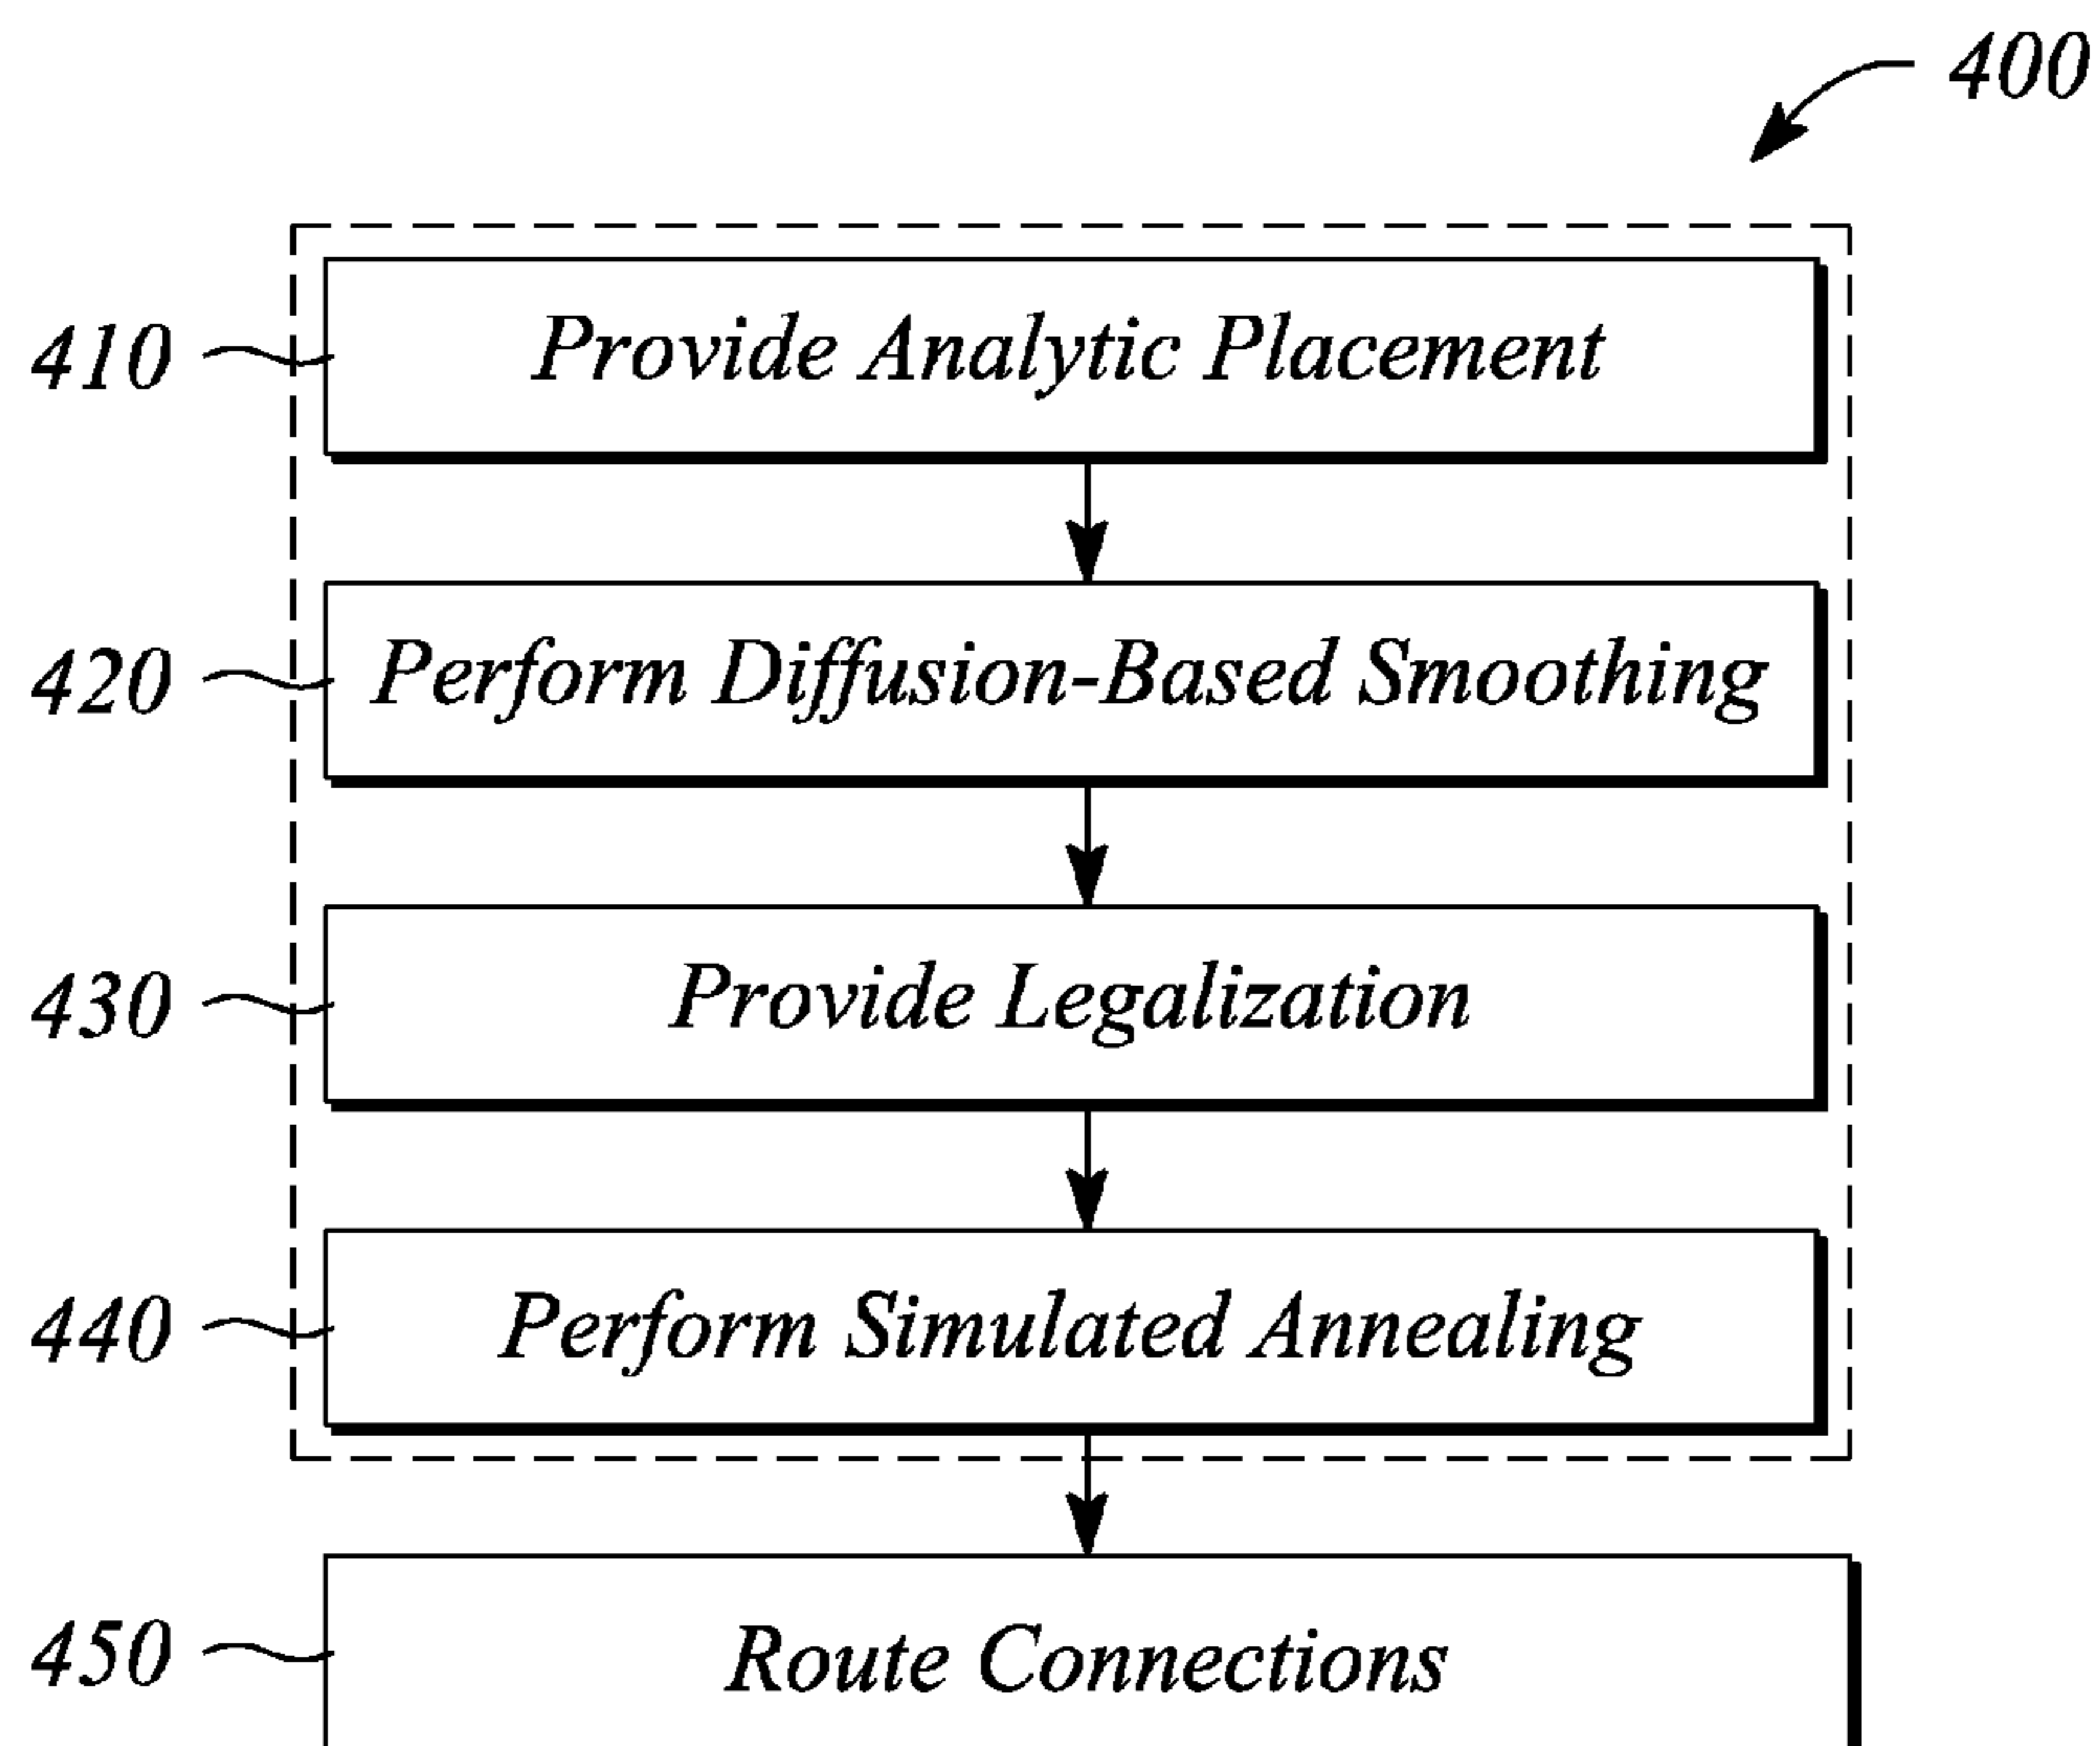 400
410 Provide Analytic Placement
420 Perform Diffusion-Based Smoothing
430 Provide Legalization
440 Perform Simulated Annealing
450 Route Connections